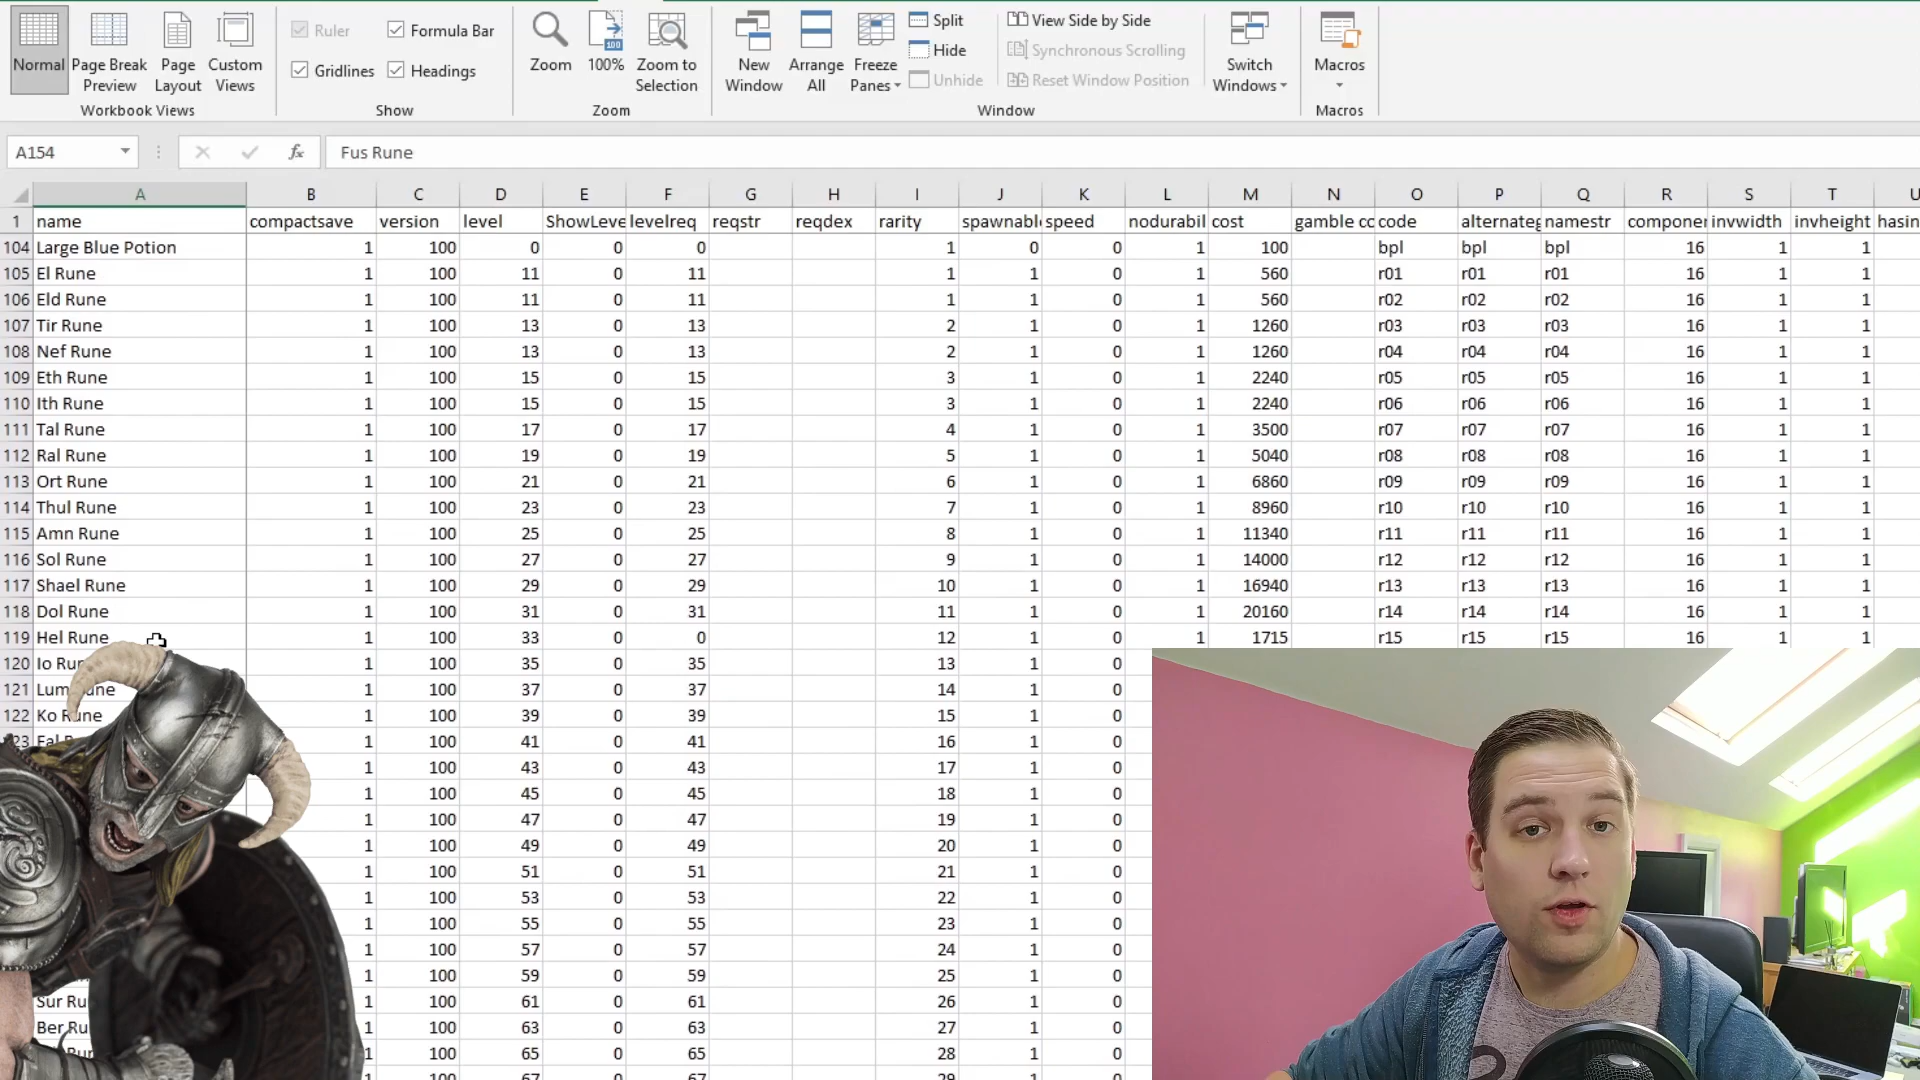 Normal Page Break Preview Page Layout Custom Views Workbook Views
Ruler Formula Bar Gridlines Headings Show
Zoom 100% Zoom to Selection Zoom
New Window Arrange All Freeze Panes Split Hide Unhide View Side by Side Synchronous Scrolling Reset Window Position Switch Windows Window
Macros Macros
A154 fx Fus Rune
A B C D E F G H I J K L M N O P Q R S T U
1 name compactsave version level ShowLeve levelreq reqstr reqdex rarity spawnabl speed nodurabil cost gamble cc code alternateg namestr componer invwidth invheight hasin
104 Large Blue Potion 1 100 0 0 0 1 0 0 1 100 bpl bpl bpl 16 1 1
105 El Rune 1 100 11 0 11 1 1 0 1 560 r01 r01 r01 16 1 1
106 Eld Rune 1 100 11 0 11 1 1 0 1 560 r02 r02 r02 16 1 1
107 Tir Rune 1 100 13 0 13 2 1 0 1 1260 r03 r03 r03 16 1 1
108 Nef Rune 1 100 13 0 13 2 1 0 1 1260 r04 r04 r04 16 1 1
109 Eth Rune 1 100 15 0 15 3 1 0 1 2240 r05 r05 r05 16 1 1
110 Ith Rune 1 100 15 0 15 3 1 0 1 2240 r06 r06 r06 16 1 1
111 Tal Rune 1 100 17 0 17 4 1 0 1 3500 r07 r07 r07 16 1 1
112 Ral Rune 1 100 19 0 19 5 1 0 1 5040 r08 r08 r08 16 1 1
113 Ort Rune 1 100 21 0 21 6 1 0 1 6860 r09 r09 r09 16 1 1
114 Thul Rune 1 100 23 0 23 7 1 0 1 8960 r10 r10 r10 16 1 1
115 Amn Rune 1 100 25 0 25 8 1 0 1 11340 r11 r11 r11 16 1 1
116 Sol Rune 1 100 27 0 27 9 1 0 1 14000 r12 r12 r12 16 1 1
117 Shael Rune 1 100 29 0 29 10 1 0 1 16940 r13 r13 r13 16 1 1
118 Dol Rune 1 100 31 0 31 11 1 0 1 20160 r14 r14 r14 16 1 1
119 Hel Rune 1 100 33 0 0 12 1 0 1 1715 r15 r15 r15 16 1 1
120 Io Ru 1 100 35 0 35 13 1 0
121 Lum une 1 100 37 0 37 14 1 0
122 Ko Rune 1 100 39 0 39 15 1 0
23 Fal 1 100 41 0 41 16 1 0
1 100 43 0 43 17 1 0
1 100 45 0 45 18 1 0
1 100 47 0 47 19 1 0
1 100 49 0 49 20 1 0
1 100 51 0 51 21 1 0
1 100 53 0 53 22 1 0
1 100 55 0 55 23 1 0
1 100 57 0 57 24 1 0
1 100 59 0 59 25 1 0
Sur Ru 1 100 61 0 61 26 1 0
Ber Ru 1 100 63 0 63 27 1 0
1 100 65 0 65 28 1 0
1 100 67 0 67 29 1 0